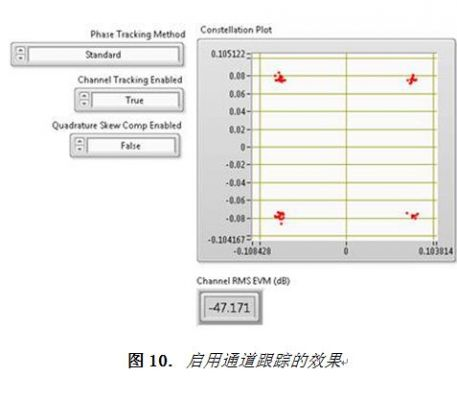 Phase Tracking Method
Standard
Channel Tracking Enabled
True
Quadrature Skew Comp Enabled
False
Constellation Plot
0.105122
0.08
0.06
0.04
0.02
0
-0.02
-0.04
-0.06
-0.08
-0.104167
-0.108428 0 0.103814
Channel RMS EVM (dB)
-47.171
图 10. 启用通道跟踪的效果